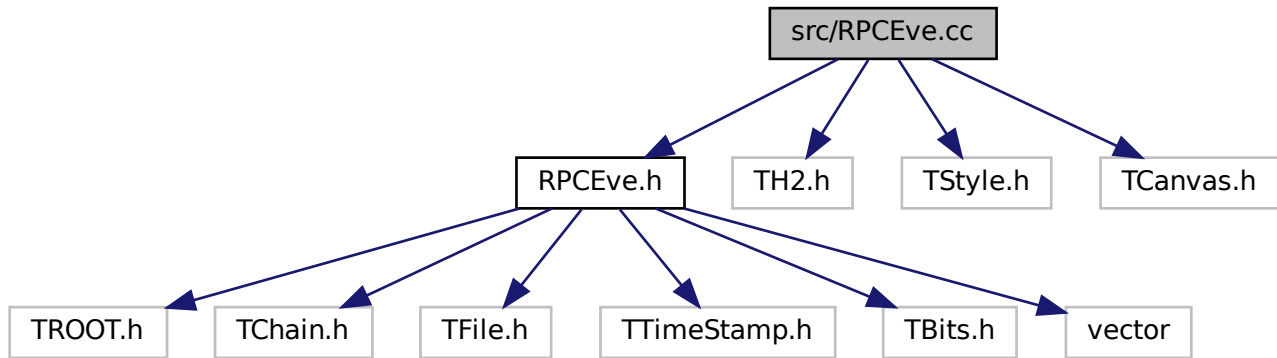 src/RPCEve.cc
RPCEve.h
TH2.h
TStyle.h
TCanvas.h
TROOT.h
TChain.h
TFile.h
TTimeStamp.h
TBits.h
vector